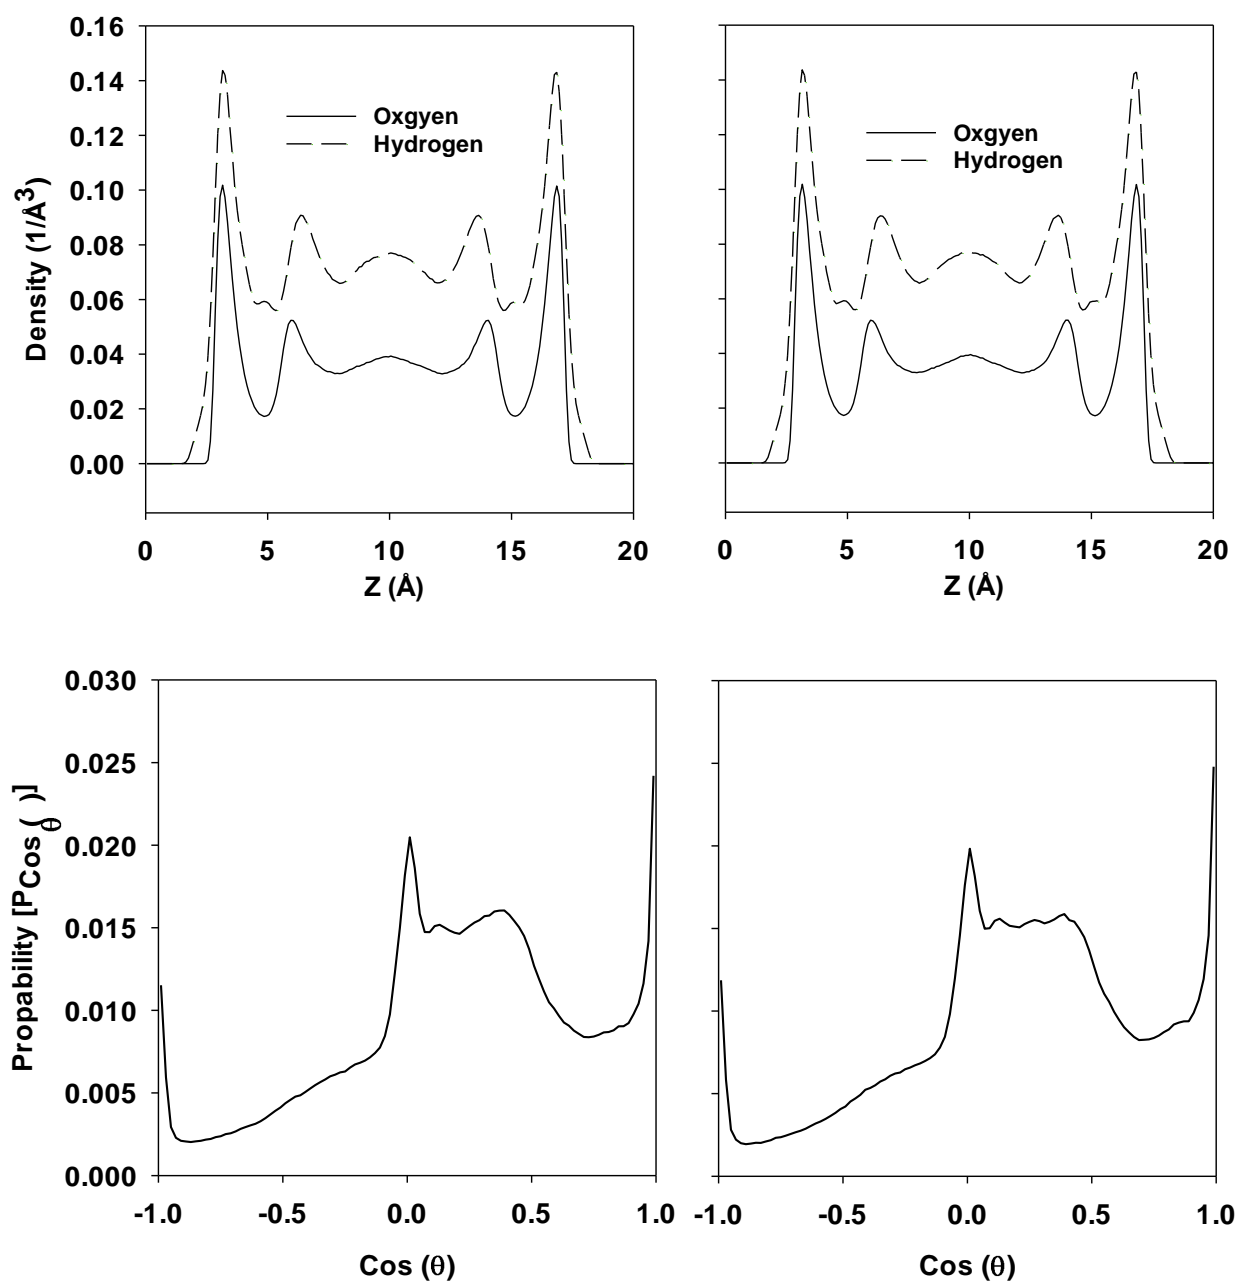 0.16
0.14
0.12
0.10
0.08
0.06
0.04
0.02
0.00
Density (1/Å3)
Oxgyen
Hydrogen
0 5 10 15 20
Z (Å)
Oxgyen
Hydrogen
0 5 10 15 20
Z (Å)
0.030
0.025
0.020
0.015
0.010
0.005
0.000
Propability [PCos (θ)]
-1.0 -0.5 0.0 0.5 1.0
Cos (θ)
-1.0 -0.5 0.0 0.5 1.0
Cos (θ)